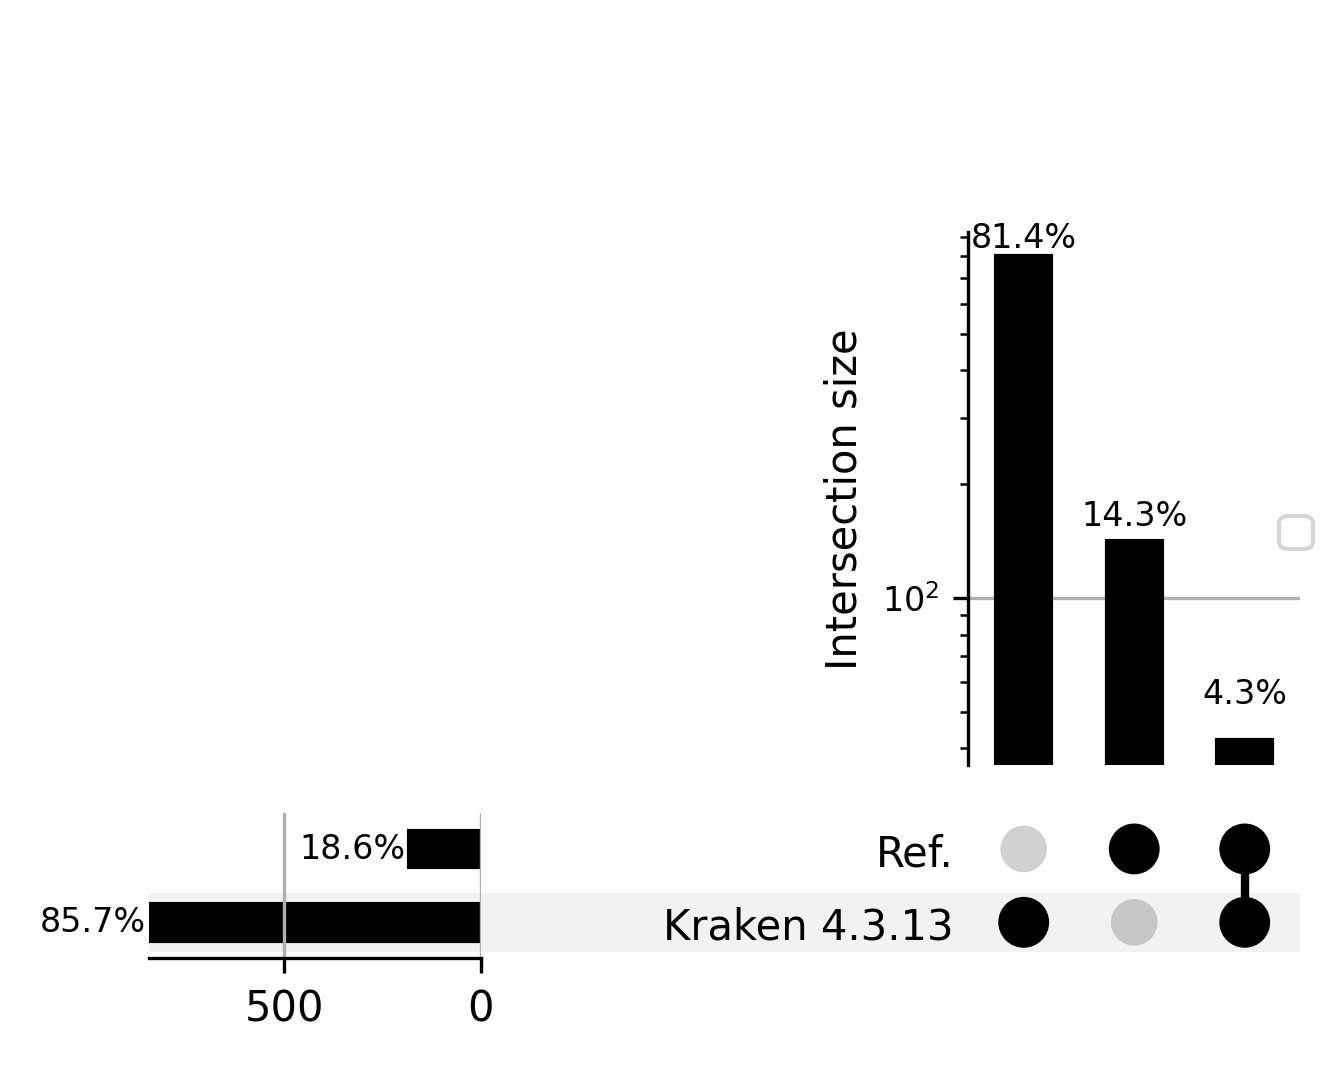 81.4%
14.3%
4.3%
Intersection size
10²
Ref.
Kraken 4.3.13
18.6%
85.7%
500
0